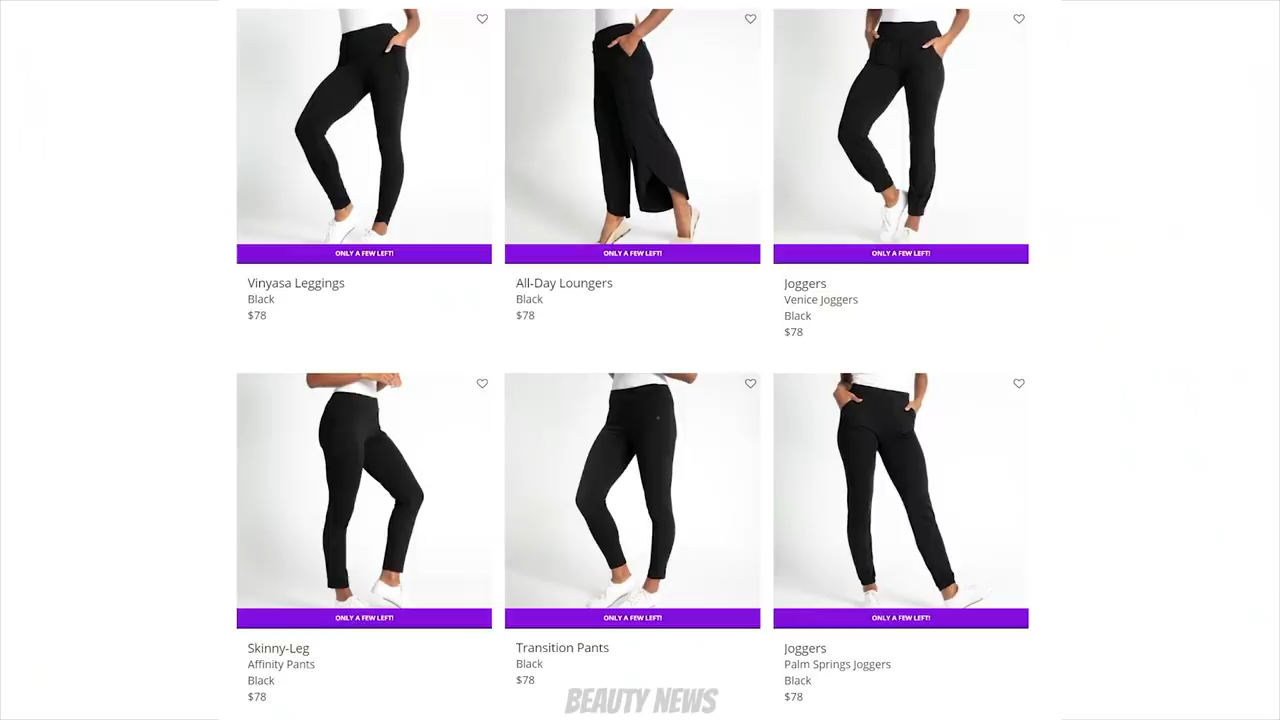 ONLY A FEW LEFT!
ONLY A FEW LEFT!
ONLY A FEW LEFT!
Vinyasa Leggings
Black
$78
All-Day Loungers
Black
$78
Joggers
Venice Joggers
Black
$78
ONLY A FEW LEFT!
ONLY A FEW LEFT!
ONLY A FEW LEFT!
Skinny-Leg
Affinity Pants
Black
$78
Transition Pants
Black
$78
Joggers
Palm Springs Joggers
Black
$78
BEAUTY NEWS